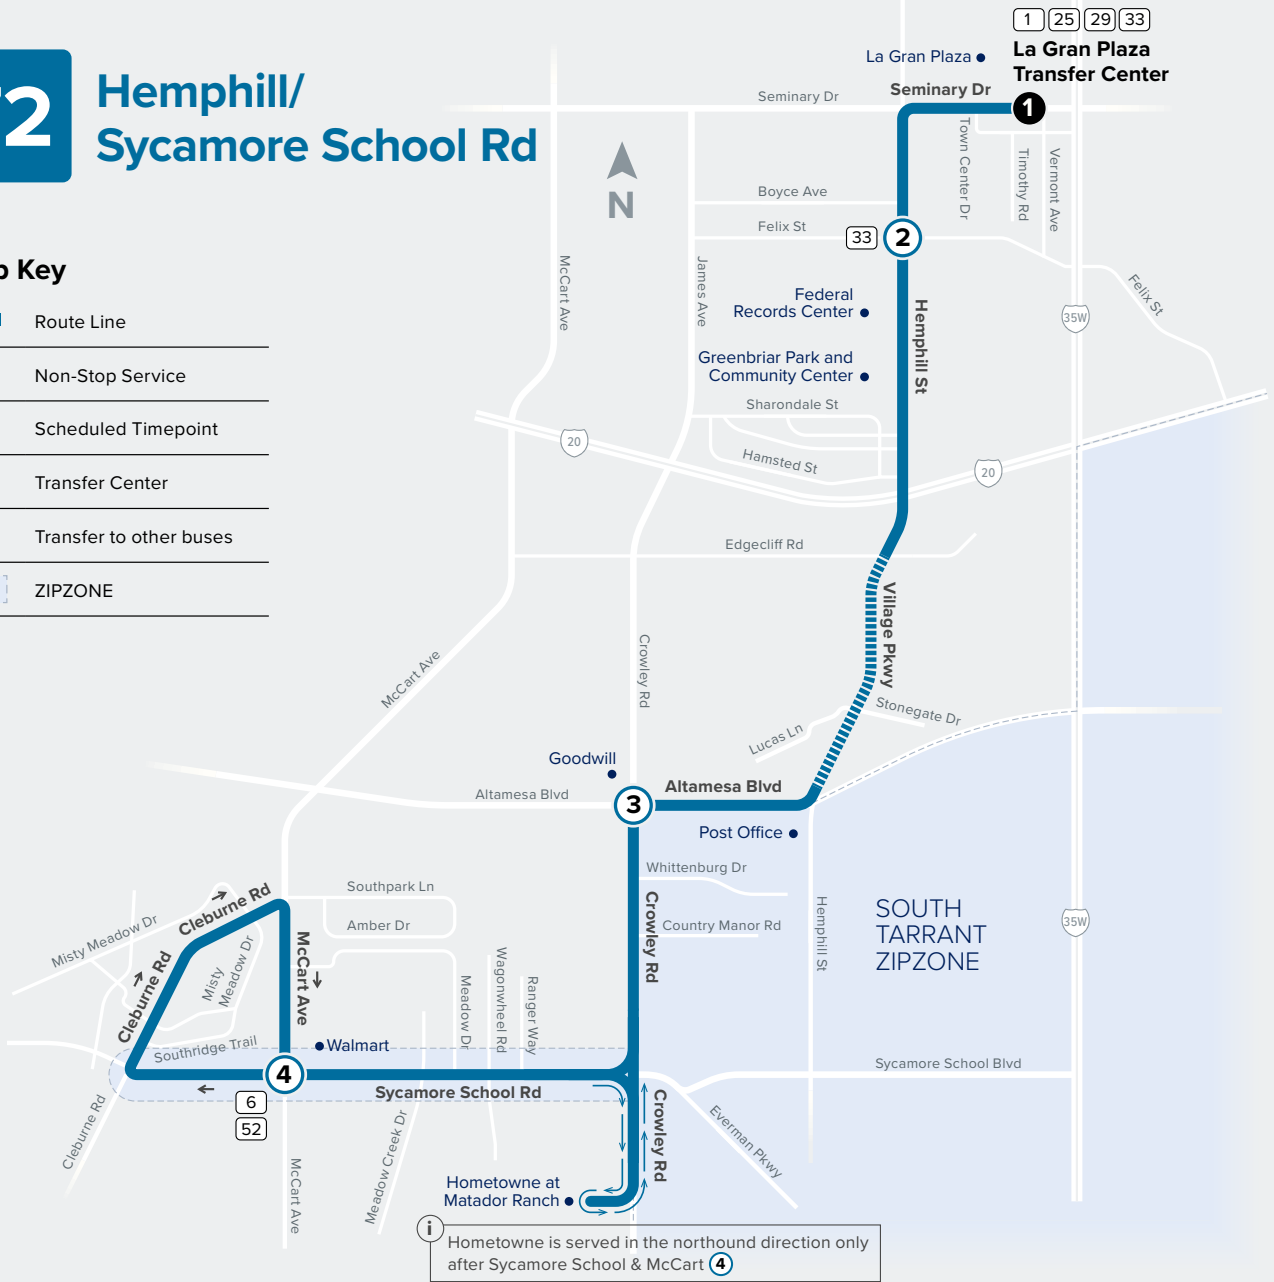 1 25 29 33
La Gran Plaza
Transfer Center
La Gran Plaza
Seminary Dr
Seminary Dr
1
2
Hemphill/
Sycamore School Rd
N
Town Center Dr
Timothy Rd
Vermont Ave
Boyce Ave
Felix St
33
2
Felix St
Key
Route Line
Non-Stop Service
Scheduled Timepoint
Transfer Center
Transfer to other buses
ZIPZONE
McCart Ave
James Ave
Federal
Records Center
Hemphill St
35W
Greenbriar Park and
Community Center
Sharondale St
Hamsted St
20
20
Edgecliff Rd
Village Pkwy
Crowley Rd
McCart Ave
Stonegate Dr
Lucas Ln
Goodwill
Altamesa Blvd
3
Altamesa Blvd
Post Office
Whittenburg Dr
Crowley Rd
Country Manor Rd
Hemphill St
SOUTH
TARRANT
ZIPZONE
35W
Southpark Ln
Amber Dr
Cleburne Rd
Misty Meadow Dr
Cleburne Rd
Misty
Meadow Dr
McCart Ave
Meadow Dr
Wagonwheel Rd
Ranger Way
Southridge Trail
Walmart
4
Sycamore School Rd
Sycamore School Blvd
6
52
Cleburne Rd
McCart Ave
Meadow Creek Dr
Crowley Rd
Everman Pkwy
Hometowne at
Matador Ranch
i
Hometowne is served in the northound direction only
after Sycamore School & McCart 4